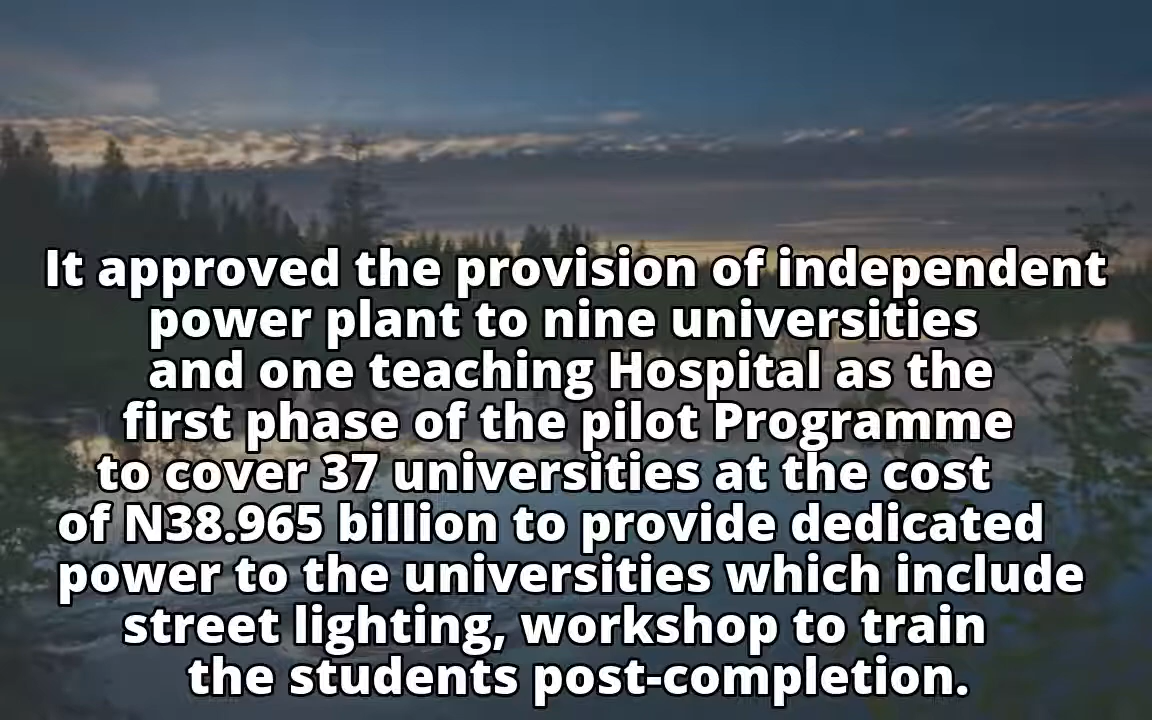 It approved the provision of independent
power plant to nine universities
and one teaching Hospital as the
first phase of the pilot Programme
to cover 37 universities at the cost
of N38.965 billion to provide dedicated
power to the universities which include
street lighting, workshop to train
the students post-completion.